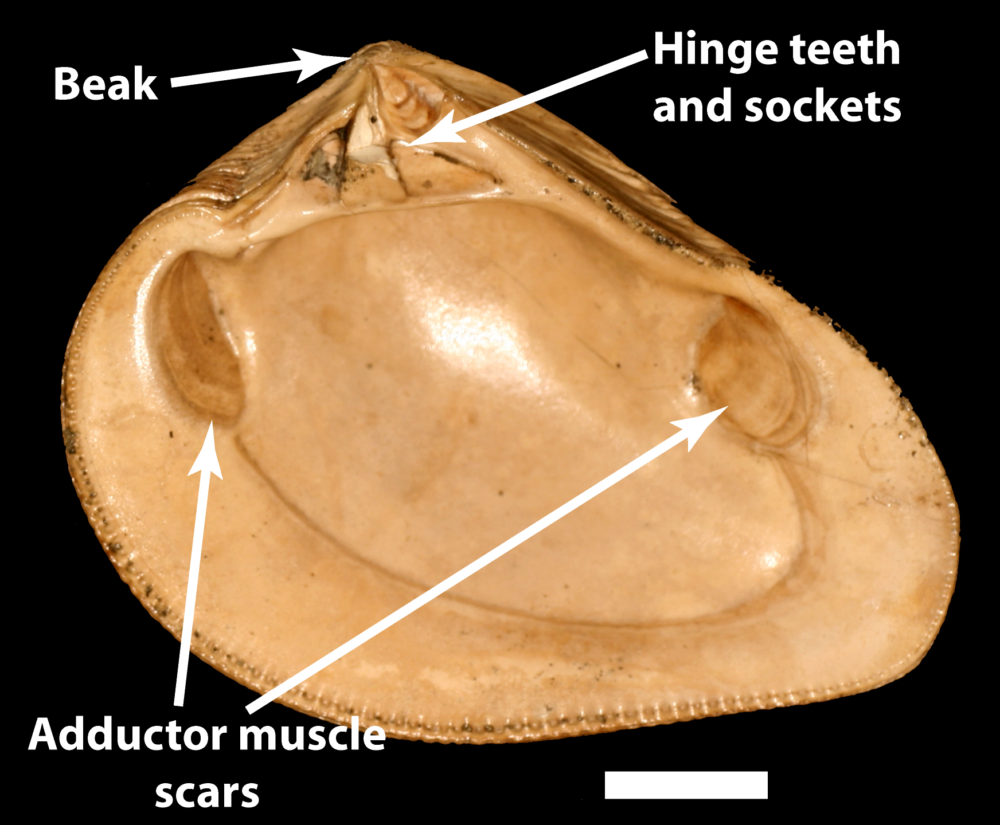 Beak
Hinge teeth
and sockets
Adductor muscle
scars